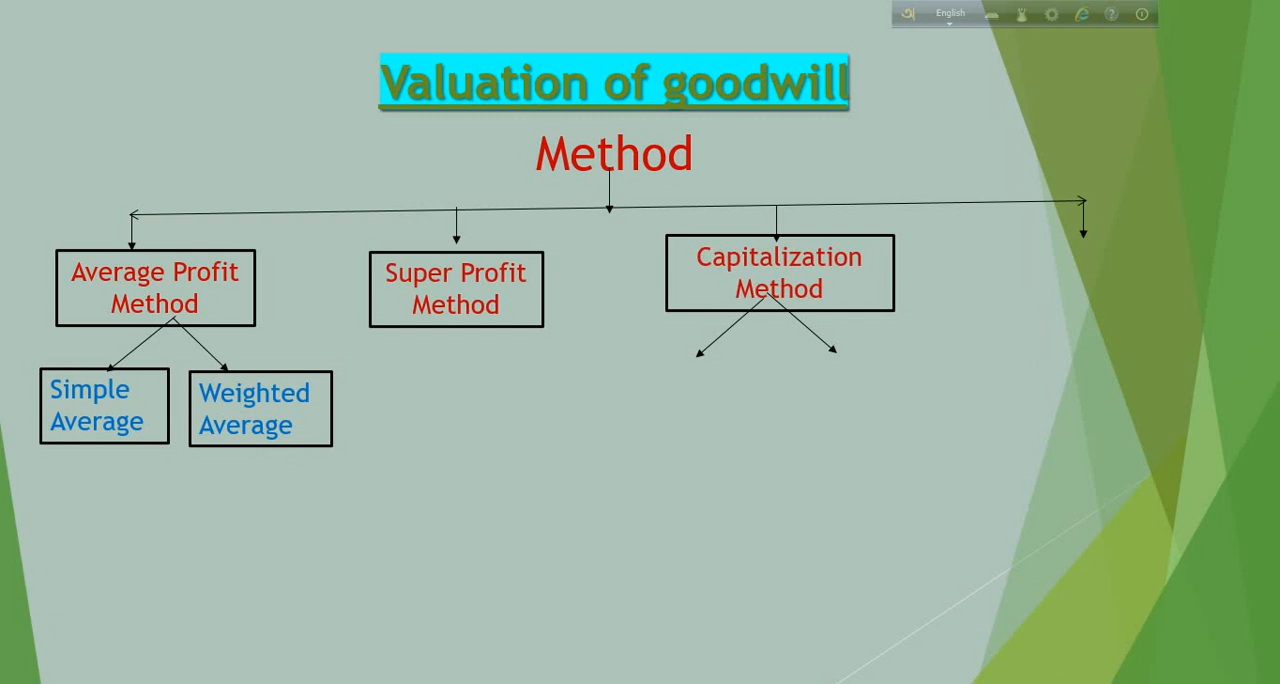 অ English
Valuation of goodwill
Method
Average Profit
Method
Super Profit
Method
Capitalization
Method
Simple
Average
Weighted
Average